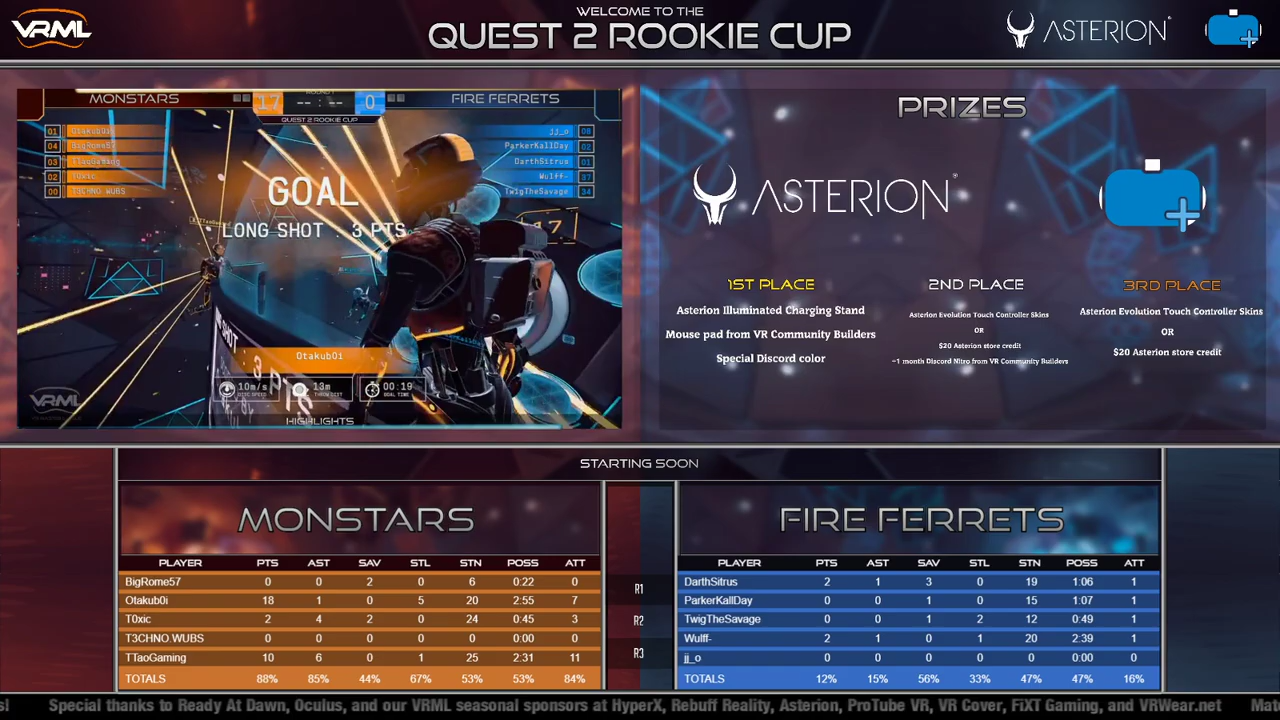 VRML
WELCOME TO THE
QUEST 2 ROOKIE CUP
ASTERION
MONSTARS
17
-- : --
0
FIRE FERRETS
QUEST 2 ROOKIE CUP
01 Otakub0i
04 BigRome57
03 TTaoGaming
02 T0xic
00 T3CHNO.WUBS
jj_o 08
ParkerKallDay 02
DarthSitrus 01
Wulff- 37
TwigTheSavage 34
GOAL
LONG SHOT : 3 PTS
17
SHOT
3 PTS
Otakub0i
10m/s
DISC SPEED
13m
THROW DIST
00:19
GOAL TIME
VRML
HIGHLIGHTS
PRIZES
ASTERION
1ST PLACE
Asterion Illuminated Charging Stand
Mouse pad from VR Community Builders
Special Discord color
2ND PLACE
Asterion Evolution Touch Controller Skins
OR
$20 Asterion store credit
~1 month Discord Nitro from VR Community Builders
3RD PLACE
Asterion Evolution Touch Controller Skins
OR
$20 Asterion store credit
STARTING SOON
MONSTARS
PLAYER PTS AST SAV STL STN POSS ATT
BigRome57 0 0 2 0 6 0:22 0
Otakub0i 18 1 0 5 20 2:55 7
T0xic 2 4 2 0 24 0:45 3
T3CHNO.WUBS 0 0 0 0 0 0:00 0
TTaoGaming 10 6 0 1 25 2:31 11
TOTALS 88% 85% 44% 67% 53% 53% 84%
R1
R2
R3
FIRE FERRETS
PLAYER PTS AST SAV STL STN POSS ATT
DarthSitrus 2 1 3 0 19 1:06 1
ParkerKallDay 0 0 1 0 15 1:07 1
TwigTheSavage 0 0 1 2 12 0:49 1
Wulff- 2 1 0 1 20 2:39 1
jj_o 0 0 0 0 0 0:00 0
TOTALS 12% 15% 56% 33% 47% 47% 16%
s! Special thanks to Ready At Dawn, Oculus, and our VRML seasonal sponsors at HyperX, Rebuff Reality, Asterion, ProTube VR, VR Cover, FiXT Gaming, and VRWear.net Mat